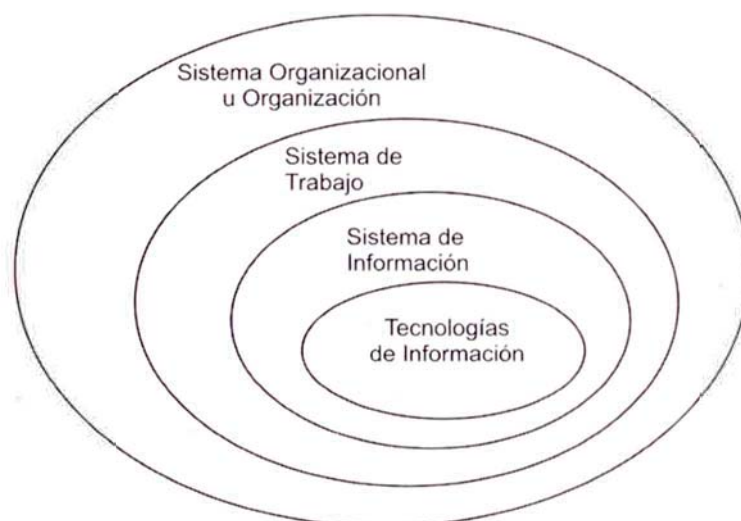 Sistema Organizacional
u Organización
Sistema de
Trabajo
Sistema de
Información
Tecnologías
de Información